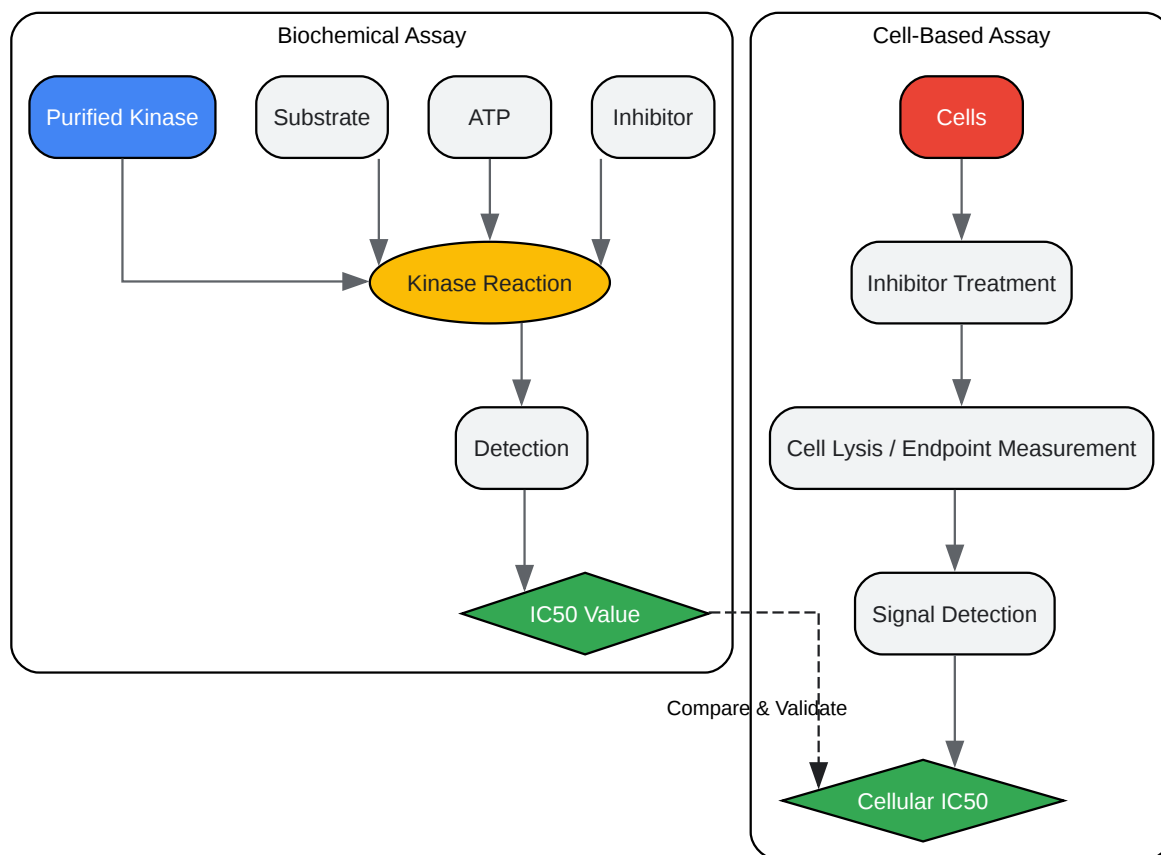 Biochemical Assay
Purified Kinase
Substrate
ATP
Inhibitor
Kinase Reaction
Detection
IC50 Value
Compare & Validate
Cell-Based Assay
Cells
Inhibitor Treatment
Cell Lysis / Endpoint Measurement
Signal Detection
Cellular IC50